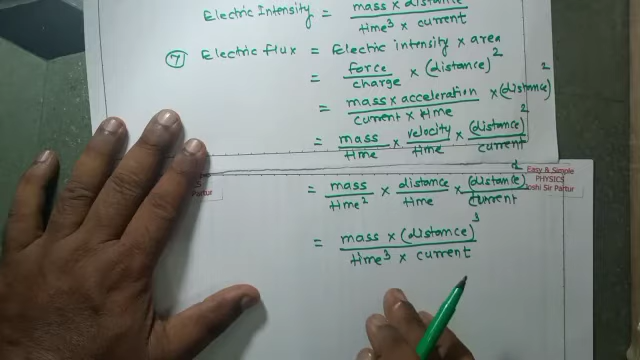 Electric Intensity = mass × distance / time³ × current
⑦ Electric flux = Electric intensity × area
= force / charge × (distance)²
= mass × acceleration / current × time × (distance)²
= mass / time × velocity / time × (distance)² / current
Easy & Simple
PHYSICS
Joshi Sir Partur
S
Partur
= mass / time² × distance / time × (distance)² / current
= mass × (distance)³ / time³ × current